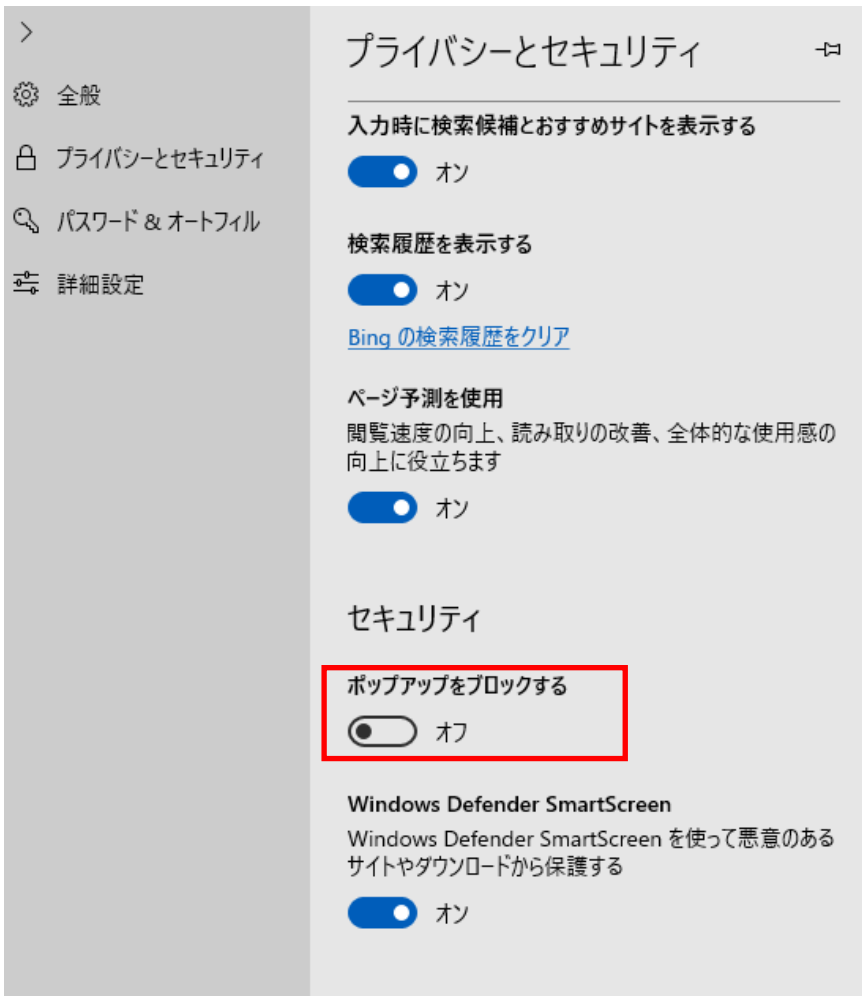 全般
プライバシーとセキュリティ
パスワード & オートフィル
詳細設定
プライバシーとセキュリティ
入力時に検索候補とおすすめサイトを表示する
オン
検索履歴を表示する
オン
Bing の検索履歴をクリア
ページ予測を使用
閲覧速度の向上、読み取りの改善、全体的な使用感の
向上に役立ちます
オン
セキュリティ
ポップアップをブロックする
オフ
Windows Defender SmartScreen
Windows Defender SmartScreen を使って悪意のある
サイトやダウンロードから保護する
オン